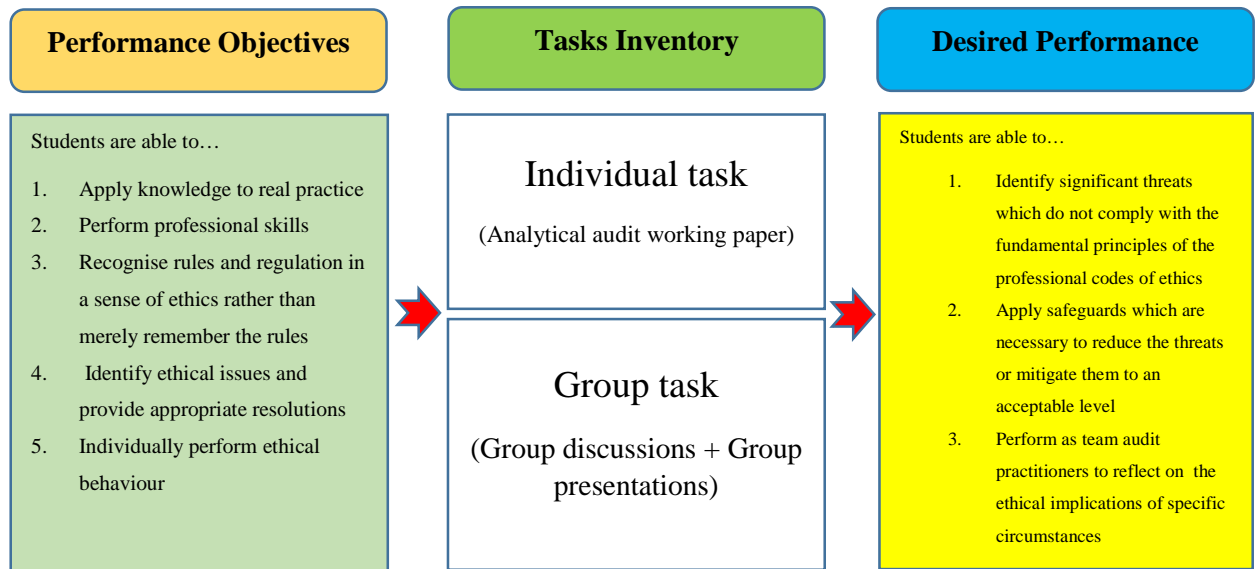 Performance Objectives
Students are able to…
1. Apply knowledge to real practice
2. Perform professional skills
3. Recognise rules and regulation in
a sense of ethics rather than
merely remember the rules
4. Identify ethical issues and
provide appropriate resolutions
5. Individually perform ethical
behaviour
Tasks Inventory
Individual task
(Analytical audit working paper)
Group task
(Group discussions + Group
presentations)
Desired Performance
Students are able to…
1. Identify significant threats
which do not comply with the
fundamental principles of the
professional codes of ethics
2. Apply safeguards which are
necessary to reduce the threats
or mitigate them to an
acceptable level
3. Perform as team audit
practitioners to reflect on the
ethical implications of specific
circumstances